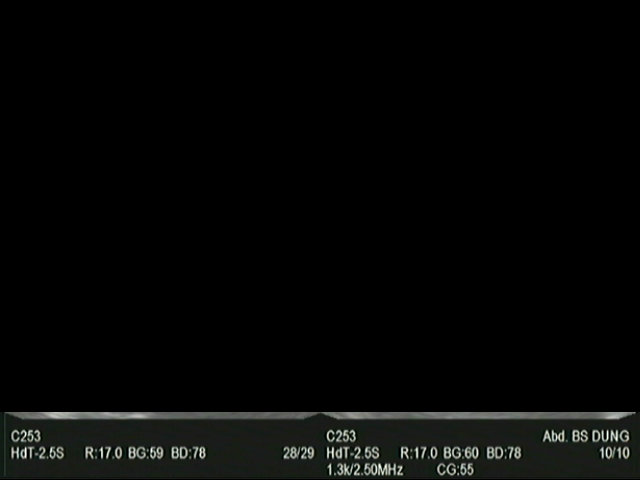 C253
HdT-2.5S R:17.0 BG:59 BD:78 28/29
C253 Abd. BS DUNG
HdT-2.5S R:17.0 BG:60 BD:78 10/10
1.3k/2.50MHz CG:55